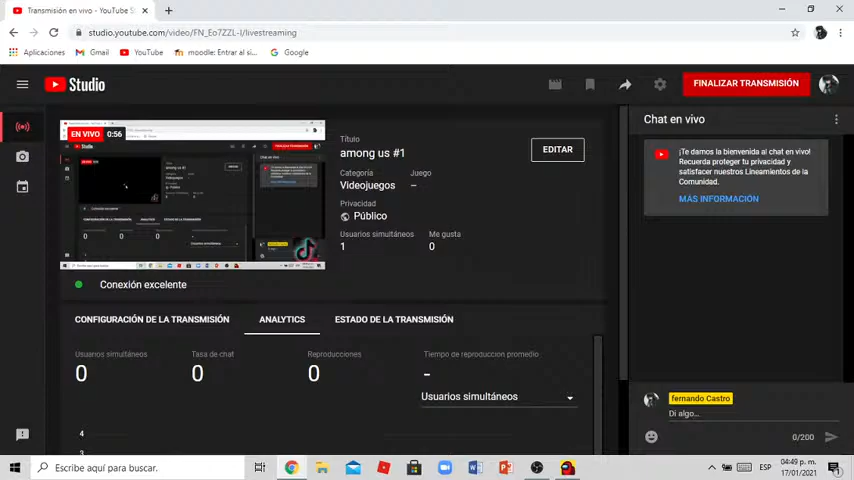 Transmisión en vivo - YouTube S
studio.youtube.com/video/FN_Eo7ZZL-I/livestreaming
Aplicaciones
Gmail
YouTube
moodle: Entrar al si...
Google
Studio
FINALIZAR TRANSMISIÓN
EN VIVO 0:56
Título
among us #1
EDITAR
Categoría
Juego
Videojuegos
–
Privacidad
Público
Usuarios simultáneos
Me gusta
1
0
Conexión excelente
CONFIGURACIÓN DE LA TRANSMISIÓN
ANALYTICS
ESTADO DE LA TRANSMISIÓN
Usuarios simultáneos
Tasa de chat
Reproducciones
Tiempo de reproducción promedio
0
0
0
-
Usuarios simultáneos
4
3
Chat en vivo
¡Te damos la bienvenida al chat en vivo!
Recuerda proteger tu privacidad y
satisfacer nuestros Lineamientos de la
Comunidad.
MÁS INFORMACIÓN
fernando Castro
Di algo...
0/200
Escribe aquí para buscar.
ESP
04:49 p. m.
17/01/2021